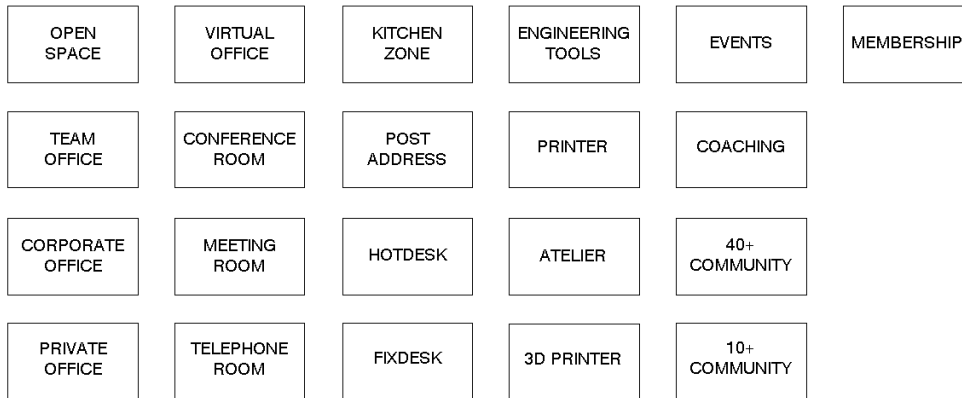 OPEN
SPACE
VIRTUAL
OFFICE
KITCHEN
ZONE
ENGINEERING
TOOLS
EVENTS
MEMBERSHIP
TEAM
OFFICE
CONFERENCE
ROOM
POST
ADDRESS
PRINTER
COACHING
CORPORATE
OFFICE
MEETING
ROOM
HOTDESK
ATELIER
40+
COMMUNITY
PRIVATE
OFFICE
TELEPHONE
ROOM
FIXDESK
3D PRINTER
10+
COMMUNITY